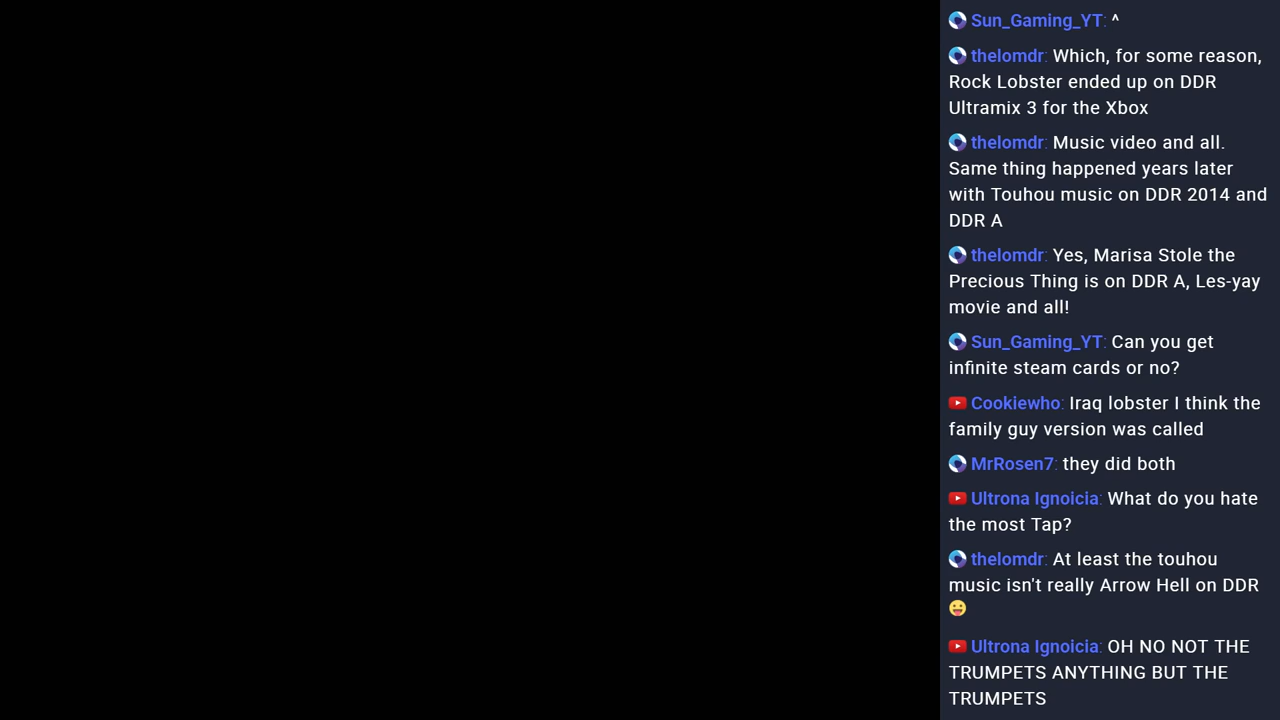 Sun_Gaming_YT: ^
thelomdr: Which, for some reason,
Rock Lobster ended up on DDR
Ultramix 3 for the Xbox
thelomdr: Music video and all.
Same thing happened years later
with Touhou music on DDR 2014 and
DDR A
thelomdr: Yes, Marisa Stole the
Precious Thing is on DDR A, Les-yay
movie and all!
Sun_Gaming_YT: Can you get
infinite steam cards or no?
Cookiewho: Iraq lobster I think the
family guy version was called
MrRosen7: they did both
Ultrona Ignoicia: What do you hate
the most Tap?
thelomdr: At least the touhou
music isn't really Arrow Hell on DDR
😛
Ultrona Ignoicia: OH NO NOT THE
TRUMPETS ANYTHING BUT THE
TRUMPETS